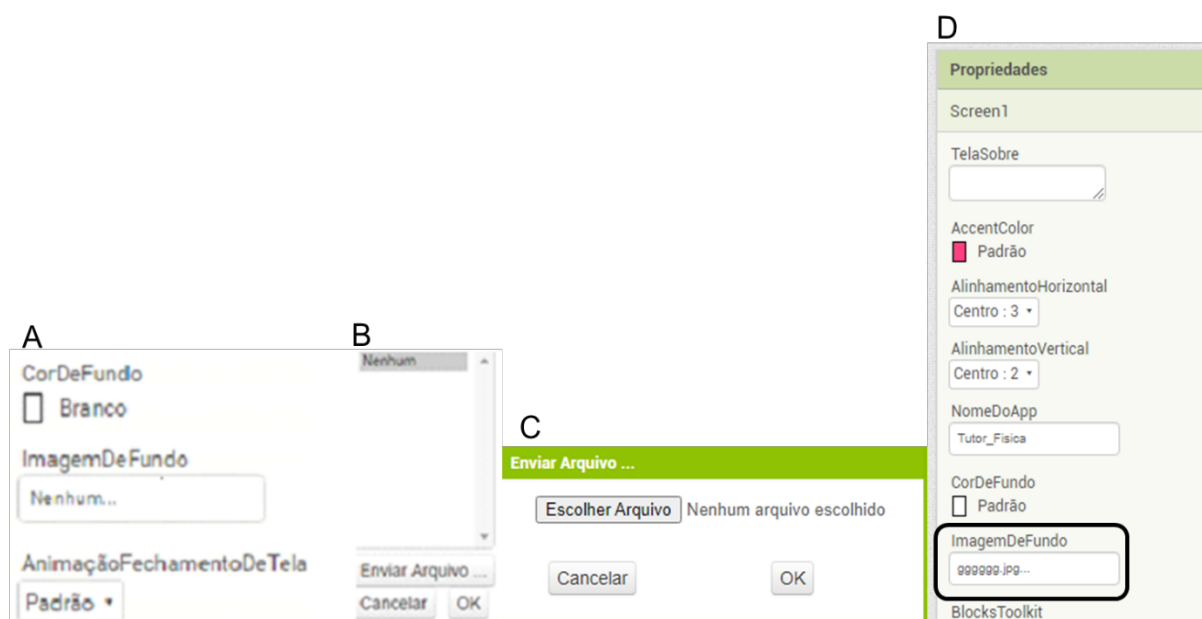 A
CorDeFundo
Branco
ImagemDeFundo
Nenhum...
AnimaçãoFechamentoDeTela
Padrão
B
Nenhum
Enviar Arquivo ...
Cancelar OK
C
Enviar Arquivo ...
Escolher Arquivo Nenhum arquivo escolhido
Cancelar OK
D
Propriedades
Screen1
TelaSobre
AccentColor
Padrão
AlinhamentoHorizontal
Centro : 3
AlinhamentoVertical
Centro : 2
NomeDoApp
Tutor_Fisica
CorDeFundo
Padrão
ImagemDeFundo
gggggg.jpg...
BlocksToolkit